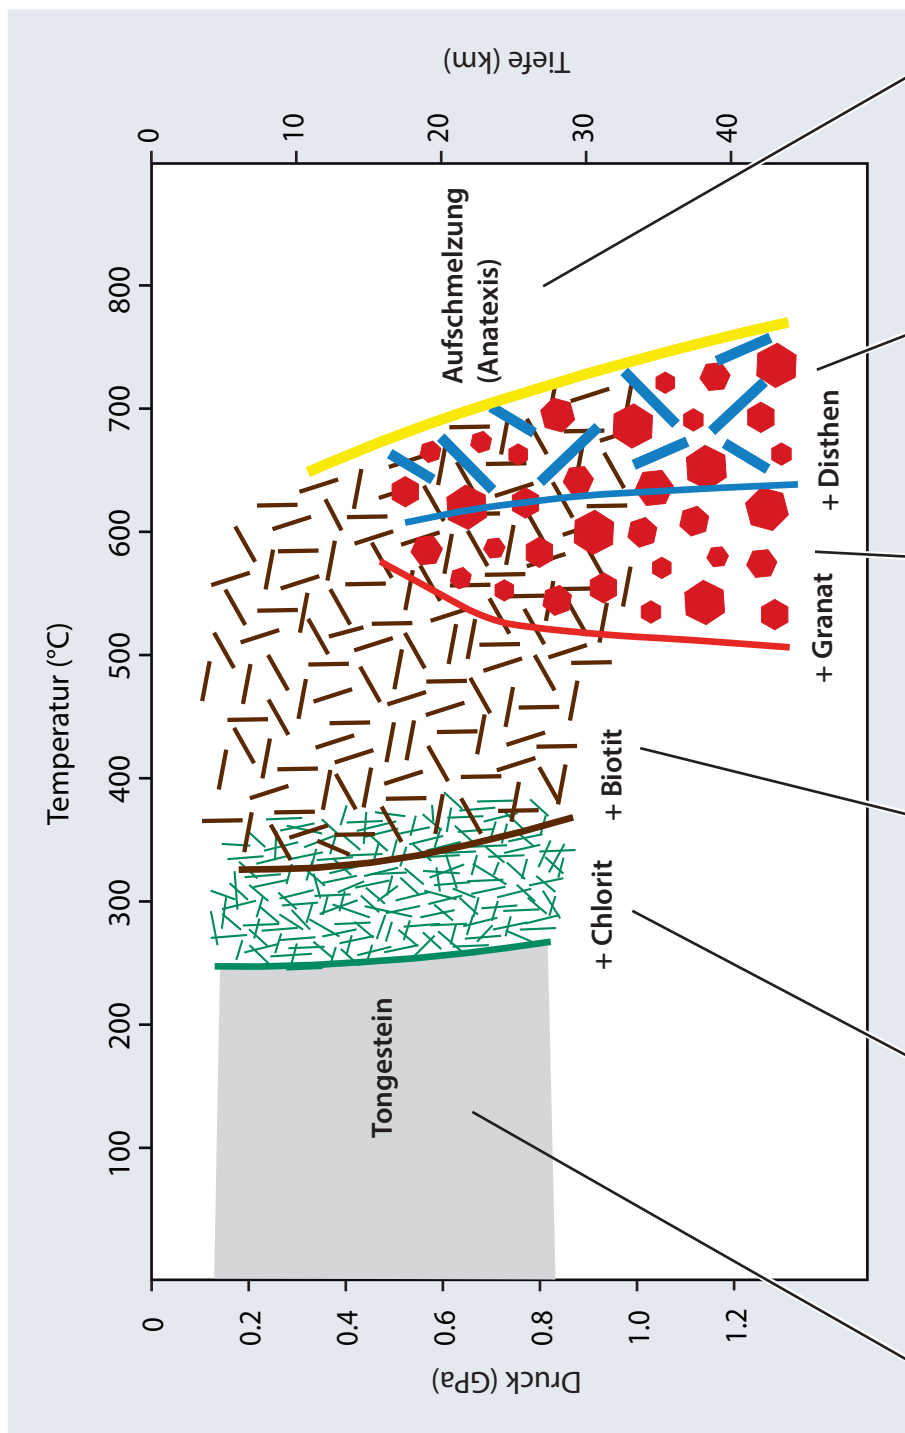 Temperatur (°C)
100
200
300
400
500
600
700
800
Druck (GPa)
0
0.2
0.4
0.6
0.8
1.0
1.2
Tiefe (km)
0
10
20
30
40
Tongestein
+ Chlorit
+ Biotit
+ Granat
+ Disthen
Aufschmelzung
(Anatexis)